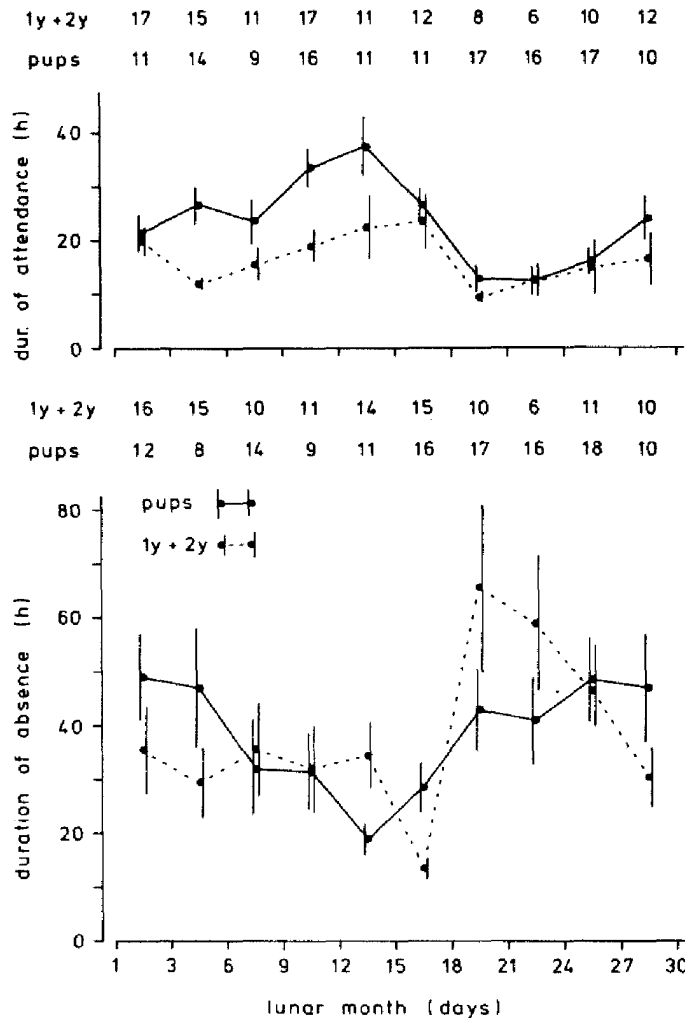 1y + 2y 17 15 11 17 11 12 8 6 10 12
pups 11 14 9 16 11 11 17 16 17 10
dur. of attendance (h)
40
20
0
1y + 2y 16 15 10 11 14 15 10 6 11 10
pups 12 8 14 9 11 16 17 16 18 10
duration of absence (h)
80
60
40
20
0
pups
1y + 2y
1 3 6 9 12 15 18 21 24 27 30
lunar month (days)